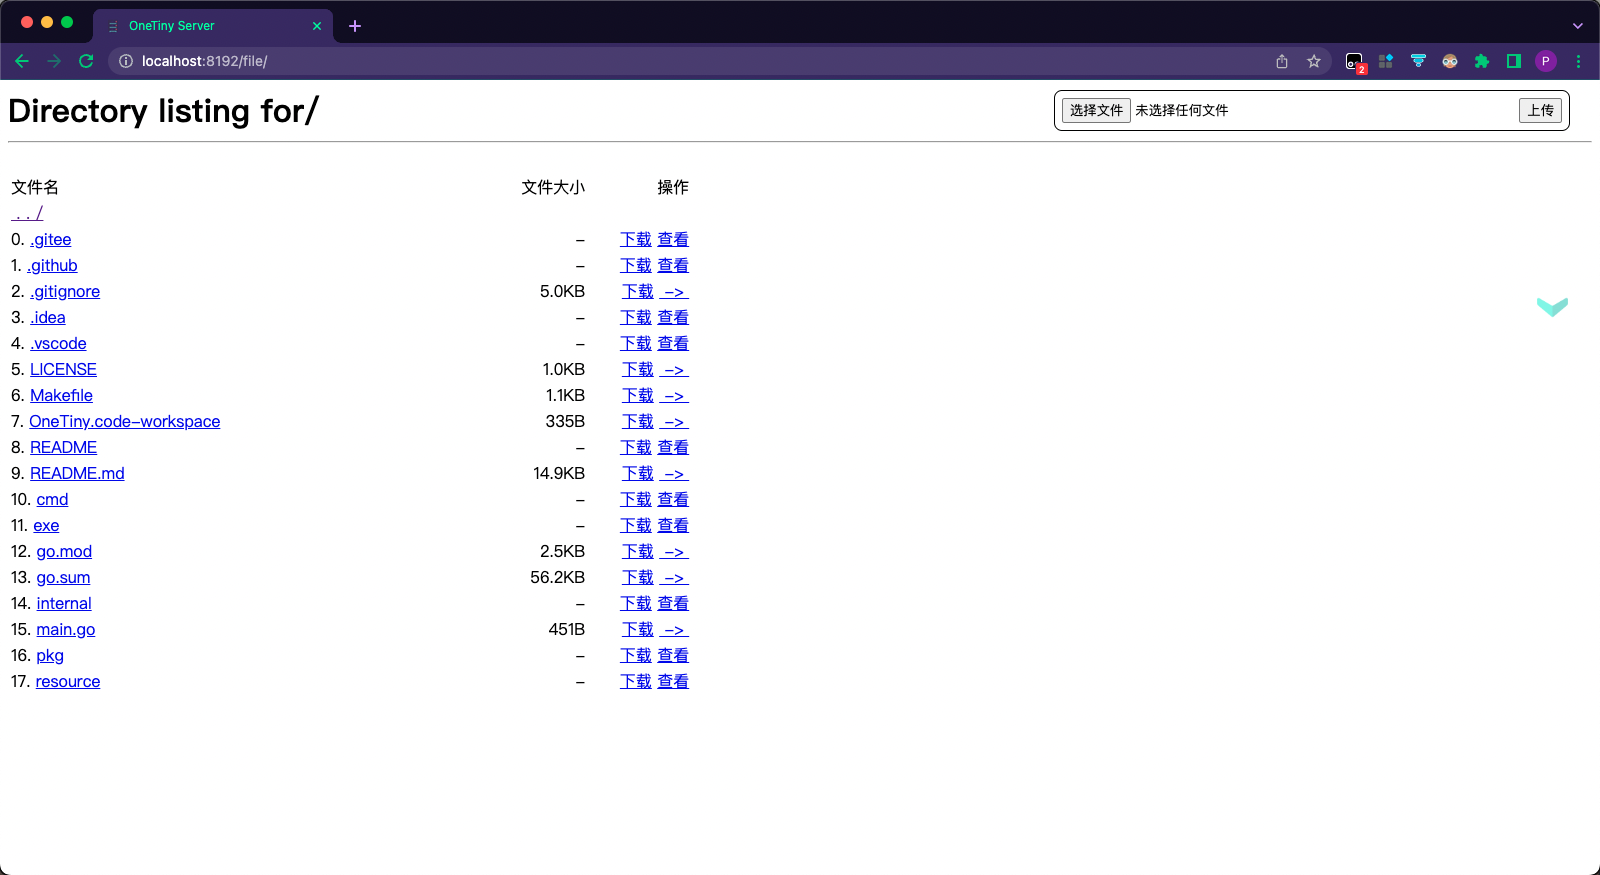 OneTiny Server
localhost:8192/file/
2
P
Directory listing for/
选择文件 未选择任何文件 上传
文件名 文件大小 操作
../
0. .gitee – 下载 查看
1. .github – 下载 查看
2. .gitignore 5.0KB 下载 –>
3. .idea – 下载 查看
4. .vscode – 下载 查看
5. LICENSE 1.0KB 下载 –>
6. Makefile 1.1KB 下载 –>
7. OneTiny.code-workspace 335B 下载 –>
8. README – 下载 查看
9. README.md 14.9KB 下载 –>
10. cmd – 下载 查看
11. exe – 下载 查看
12. go.mod 2.5KB 下载 –>
13. go.sum 56.2KB 下载 –>
14. internal – 下载 查看
15. main.go 451B 下载 –>
16. pkg – 下载 查看
17. resource – 下载 查看